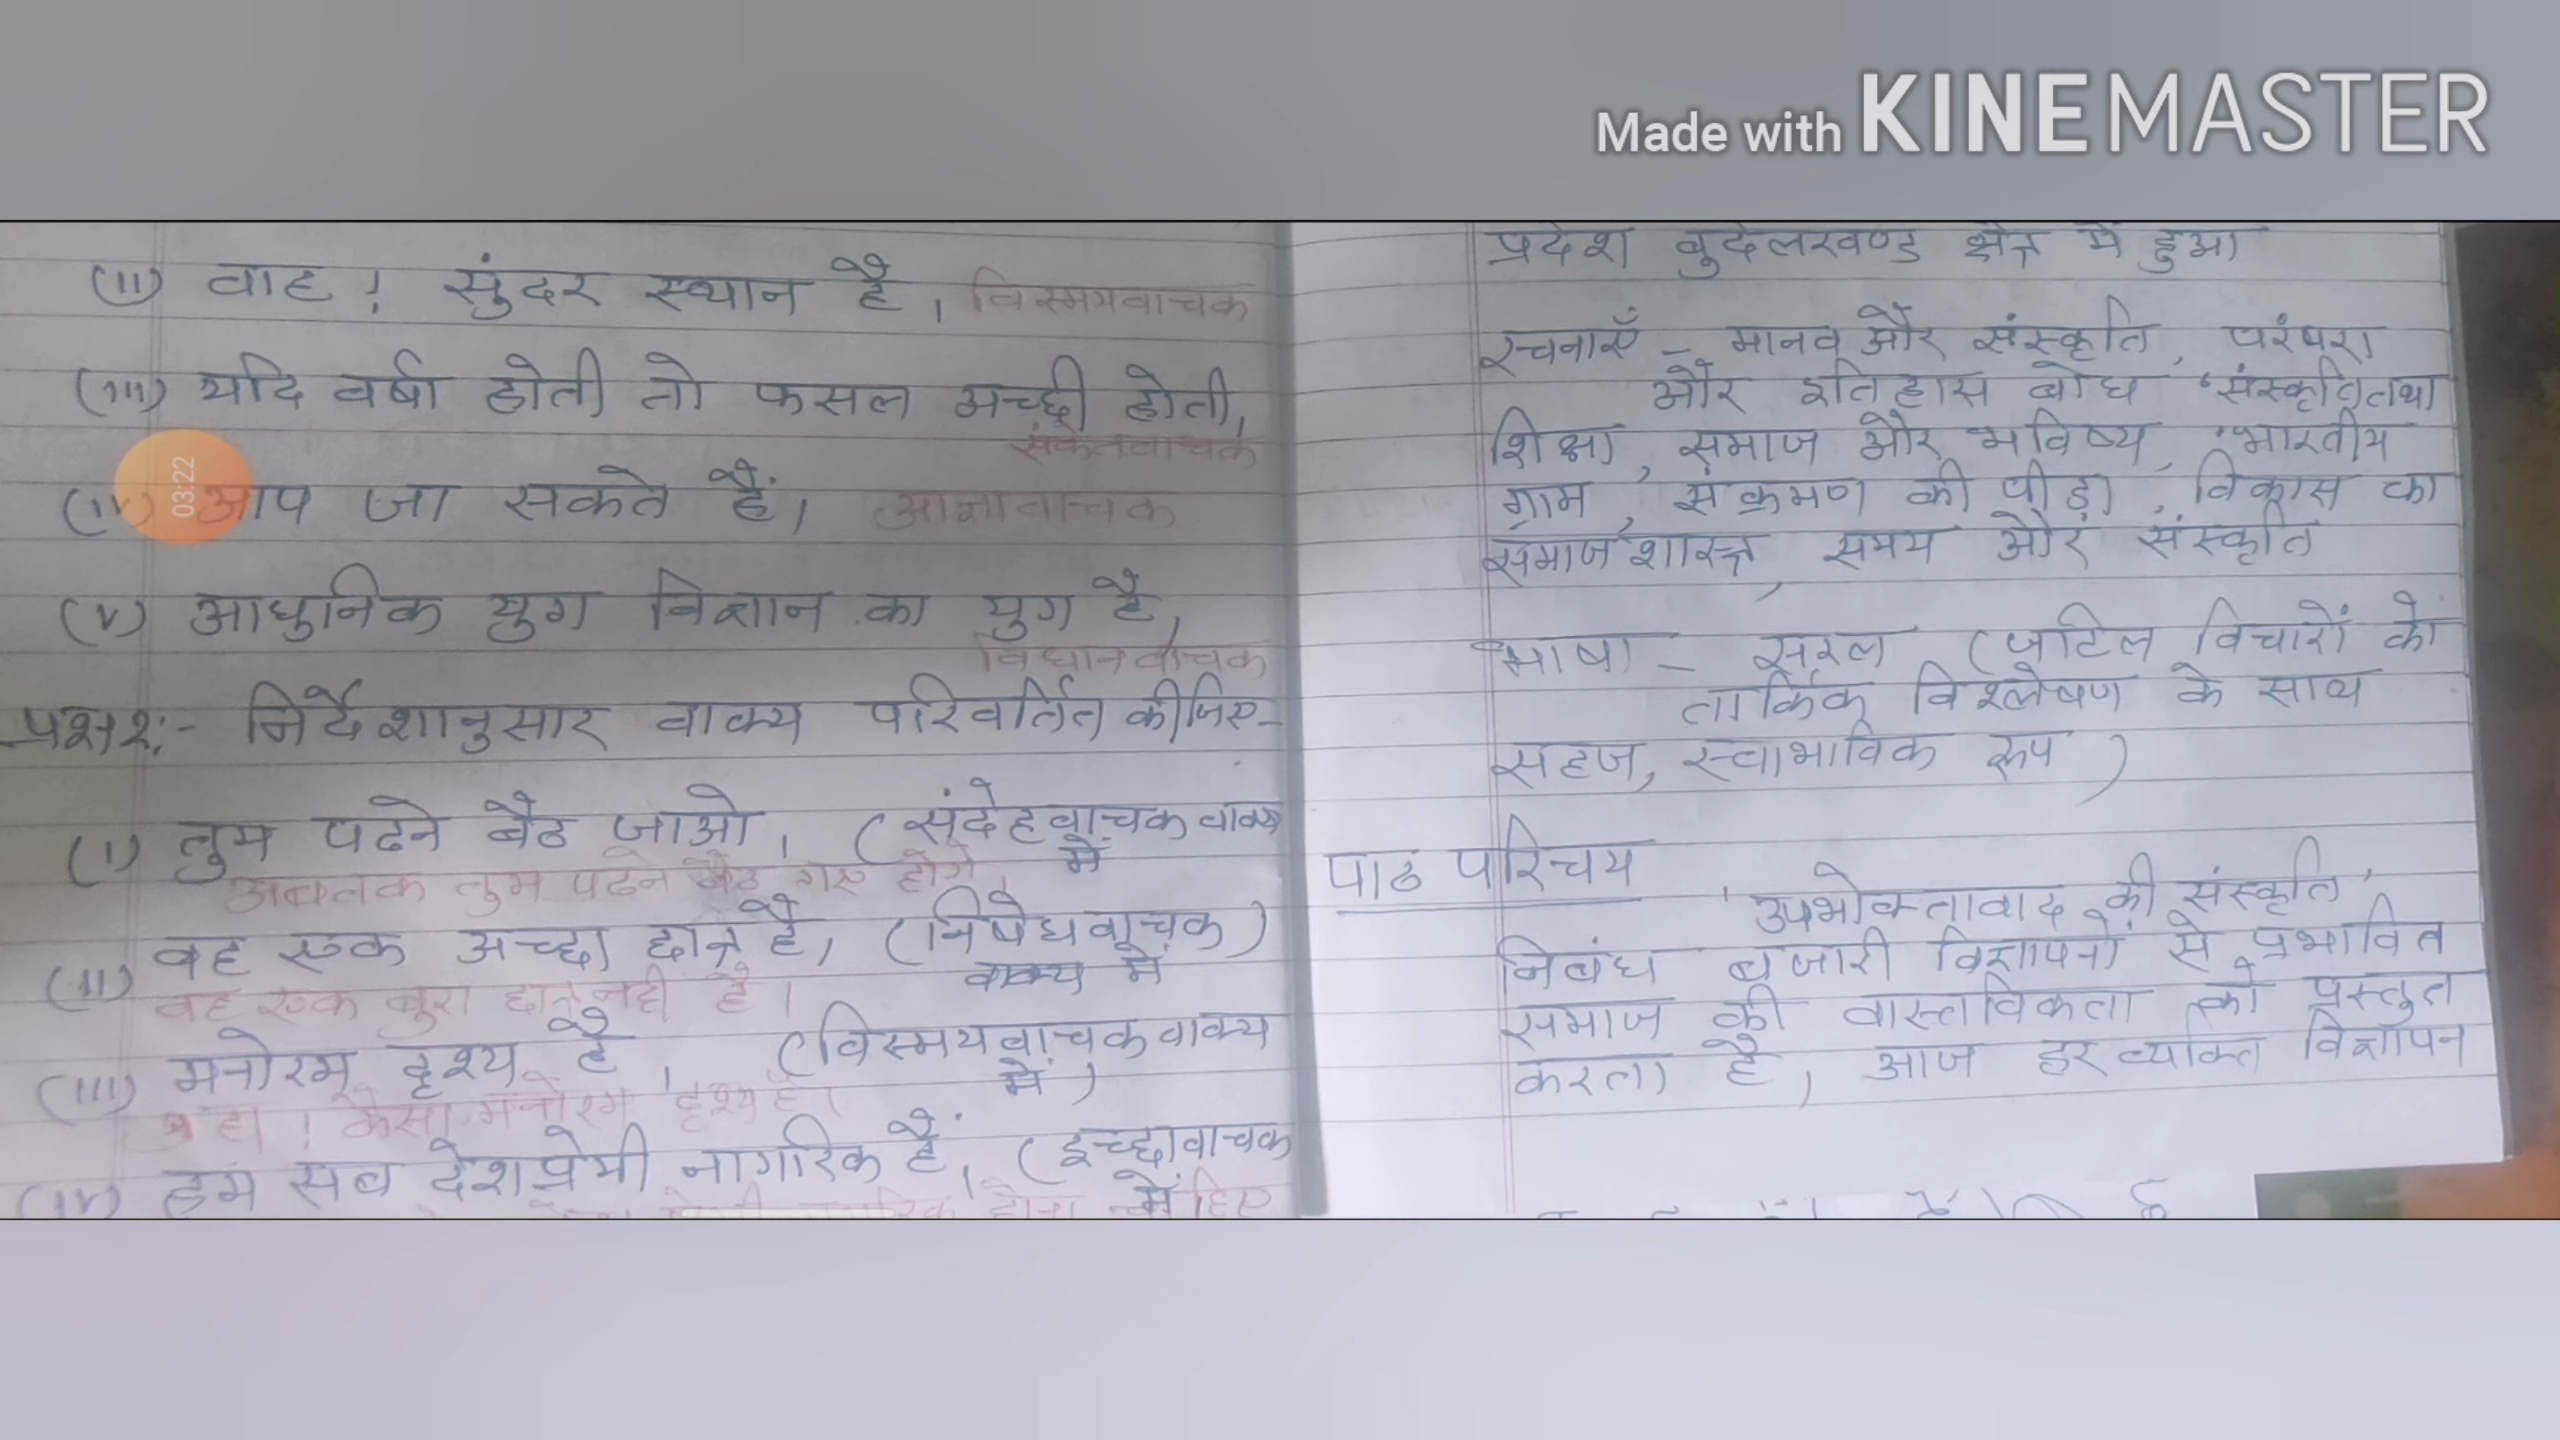 Made with KINEMASTER
(ii) वाह ! सुंदर स्थान है । विस्मयवाचक
(iii) यदि वर्षा होती तो फसल अच्छी होती।
संकेतवाचक
03:22
(iv) आप जा सकते हैं। आज्ञावाचक
(v) आधुनिक युग विज्ञान का युग है।
विधानवाचक
प्रश्न२:- निर्देशानुसार वाक्य परिवर्तित कीजिए-
(i) तुम पढने बैठ जाओ । (संदेहवाचक वाक्य में
अबतक तुम पढने बैठ गए होगे
(ii) वह एक अच्छा छात्र है। (निषेधवाचक)
वाक्य में
वह एक बुरा छात्र नही है ।
(iii) मनोरम दृश्य है । (विस्मयवाचक वाक्य
में)
अहा ! कैसा मनोरम दृश्य है ।
(iv) हम सब देशप्रेमी नागरिक हैं । (इच्छावाचक
में
प्रदेश बुंदेलखण्ड क्षेत्र में हुआ
रचनाएँ - मानव और संस्कृति, परंपरा
और इतिहास बोध, संस्कृति तथा
शिक्षा, समाज और भविष्य, भारतीय
ग्राम, संक्रमण की पीड़ा, विकास का
समाज शास्त्र, समय और संस्कृति
भाषा - सरल (जटिल विचारों को
तार्किक विश्लेषण के साथ
सहज, स्वाभाविक रूप )
पाठ परिचय
'उपभोक्तावाद की संस्कृति'
निबंध बजारी विज्ञापनों से प्रभावित
समाज की वास्तविकता को प्रस्तुत
करता है, आज हर व्यक्ति विज्ञापन